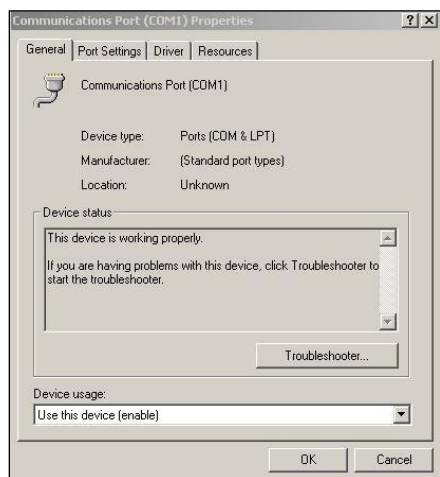 Communications Port (COM1) Properties
General Port Settings Driver Resources
Communications Port (COM1)
Device type: Ports (COM & LPT)
Manufacturer: (Standard port types)
Location: Unknown
Device status
This device is working properly.
If you are having problems with this device, click Troubleshooter to
start the troubleshooter.
Troubleshooter...
Device usage:
Use this device (enable)
OK Cancel